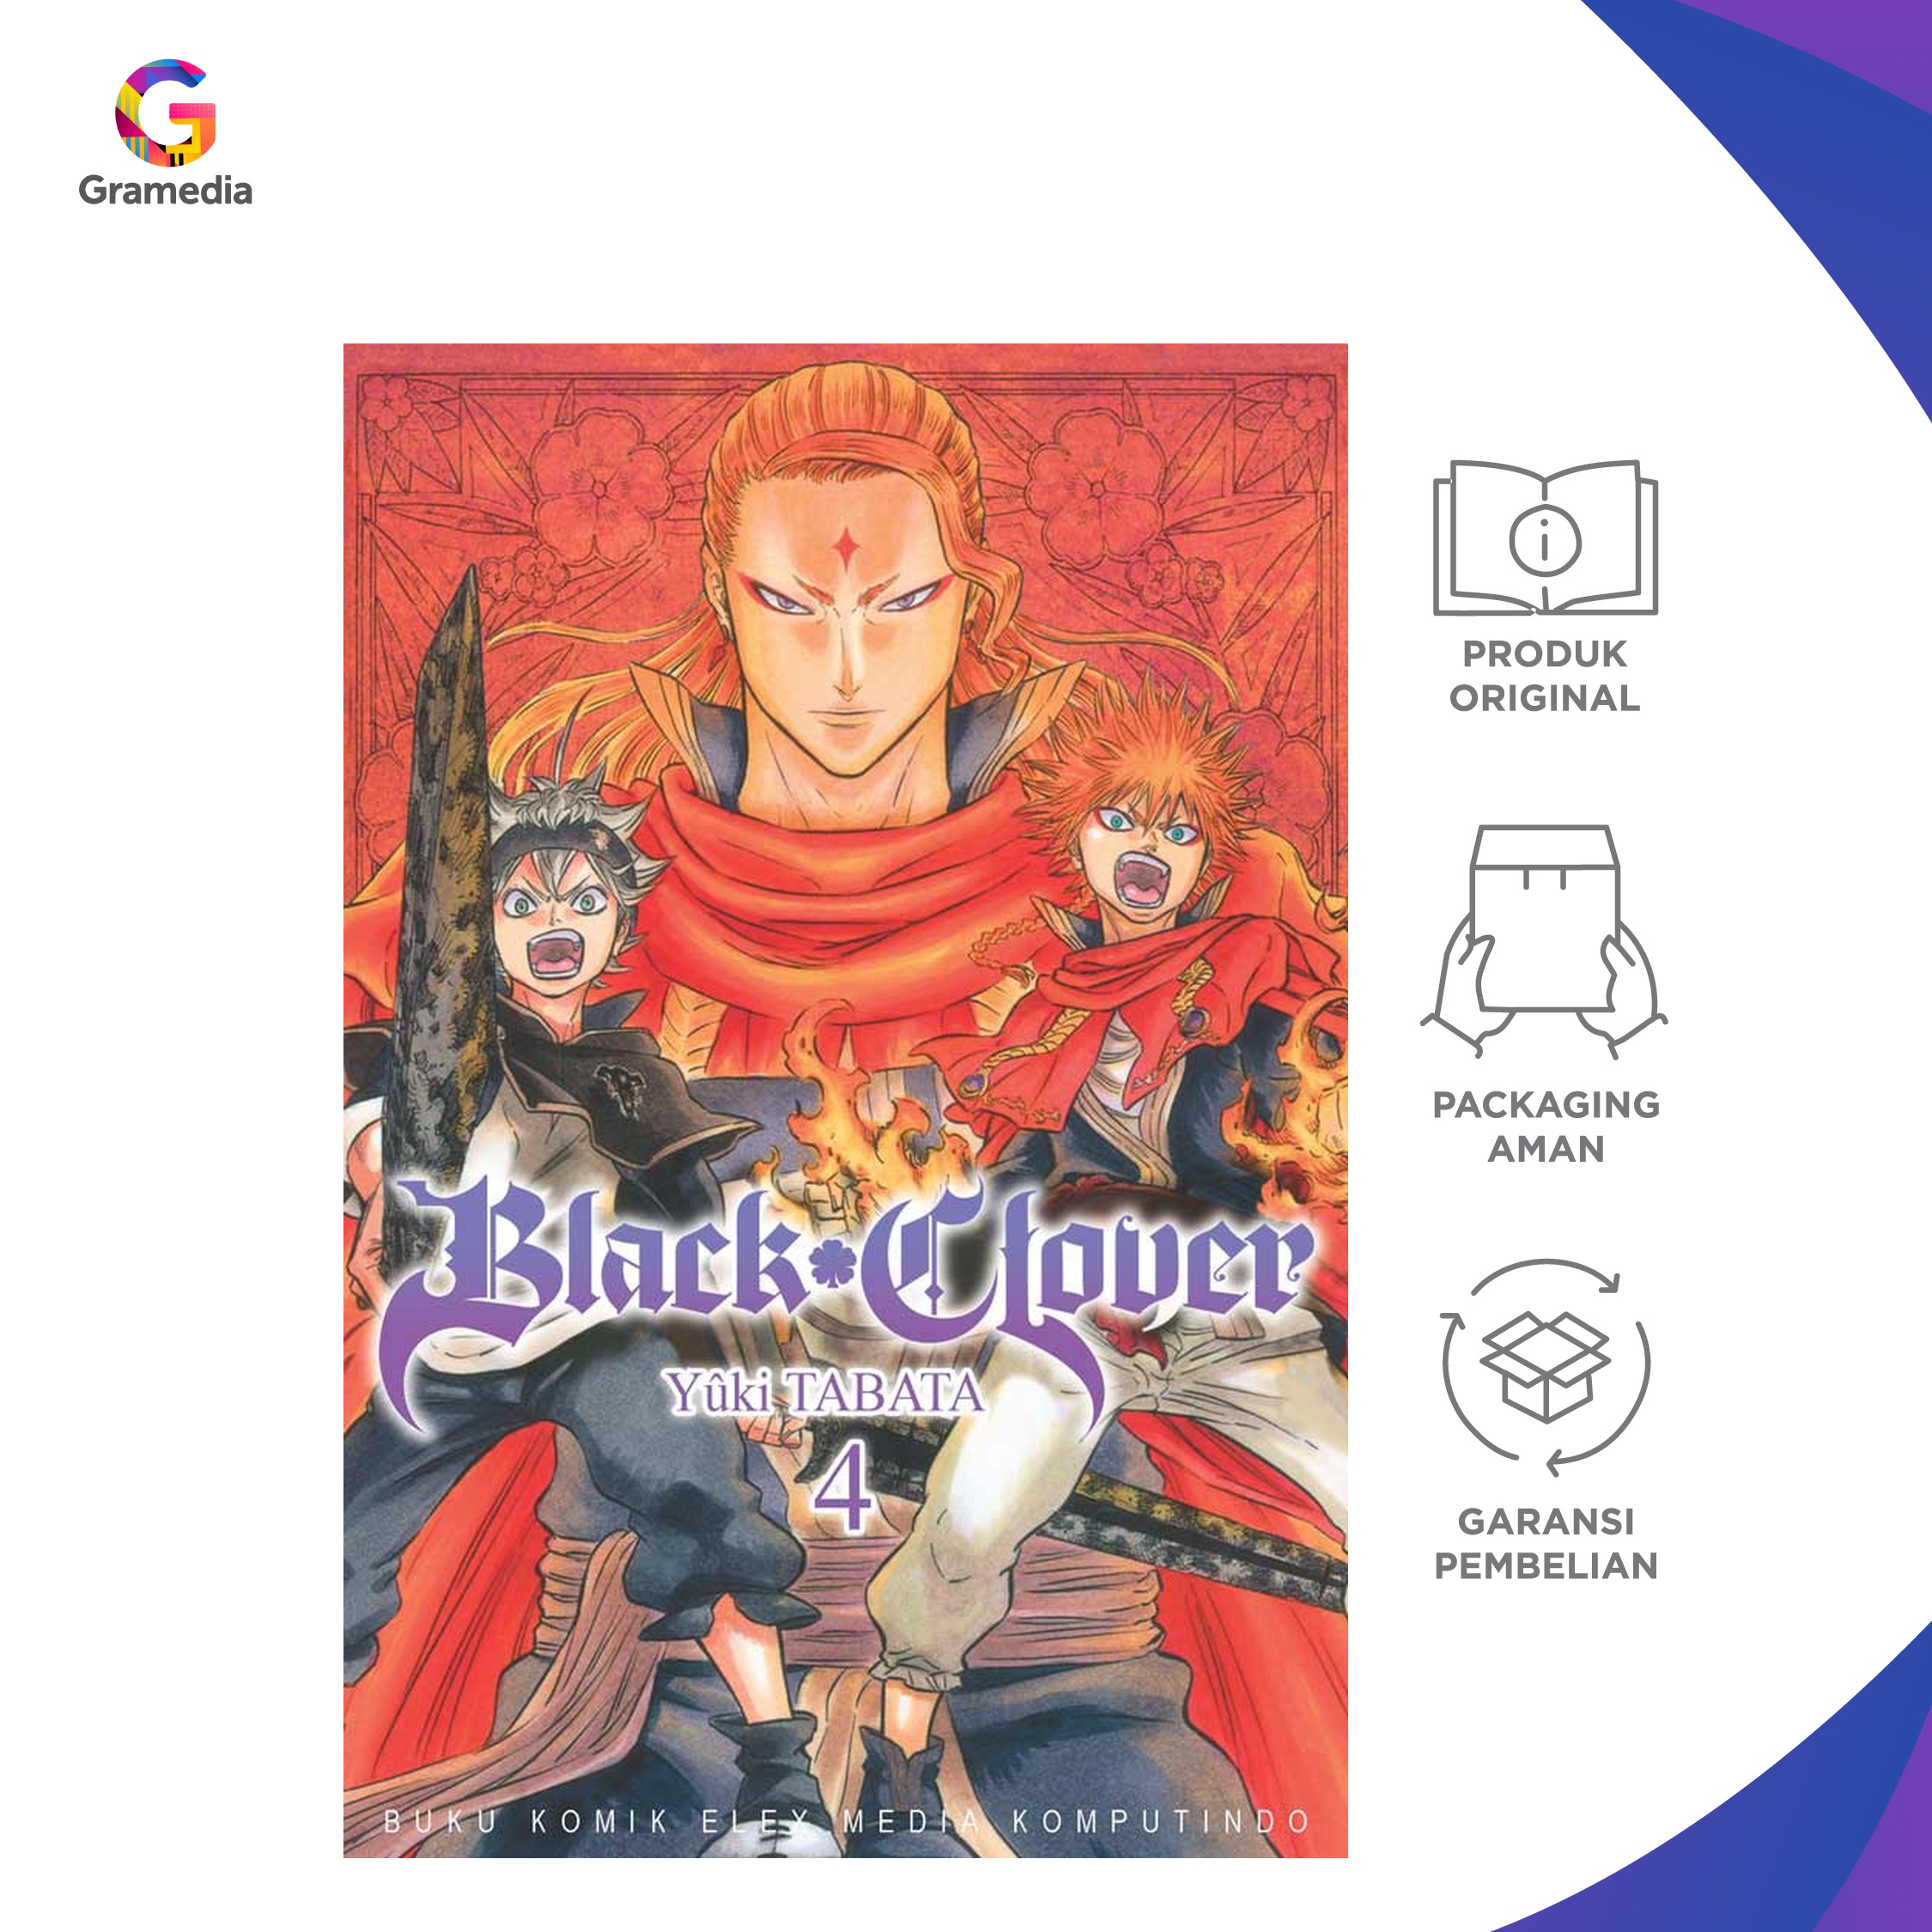 Gramedia
PRODUK
ORIGINAL
PACKAGING
AMAN
Black Clover
Yûki TABATA
4
GARANSI
PEMBELIAN
BUKU KOMIK ELEX MEDIA KOMPUTINDO